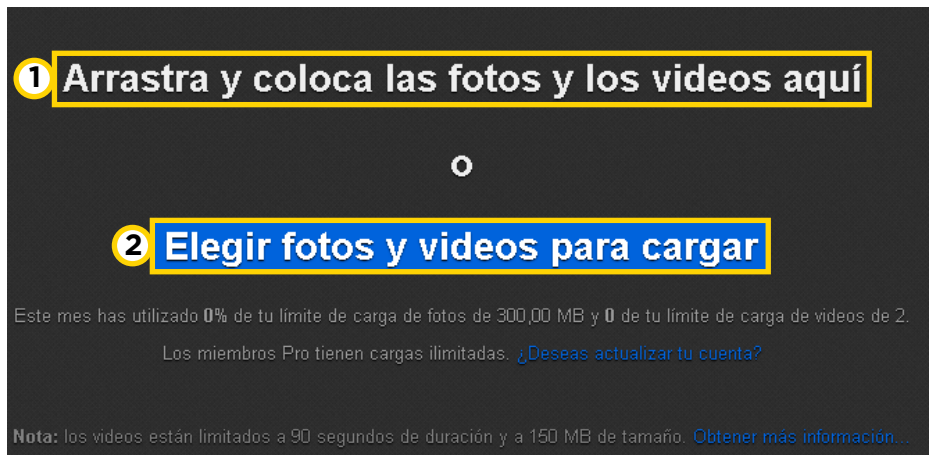 1 Arrastra y coloca las fotos y los videos aquí
o
2 Elegir fotos y videos para cargar
Este mes has utilizado 0% de tu límite de carga de fotos de 300,00 MB y 0 de tu límite de carga de videos de 2.
Los miembros Pro tienen cargas ilimitadas. ¿Deseas actualizar tu cuenta?
Nota: los videos están limitados a 90 segundos de duración y a 150 MB de tamaño. Obtener más información...